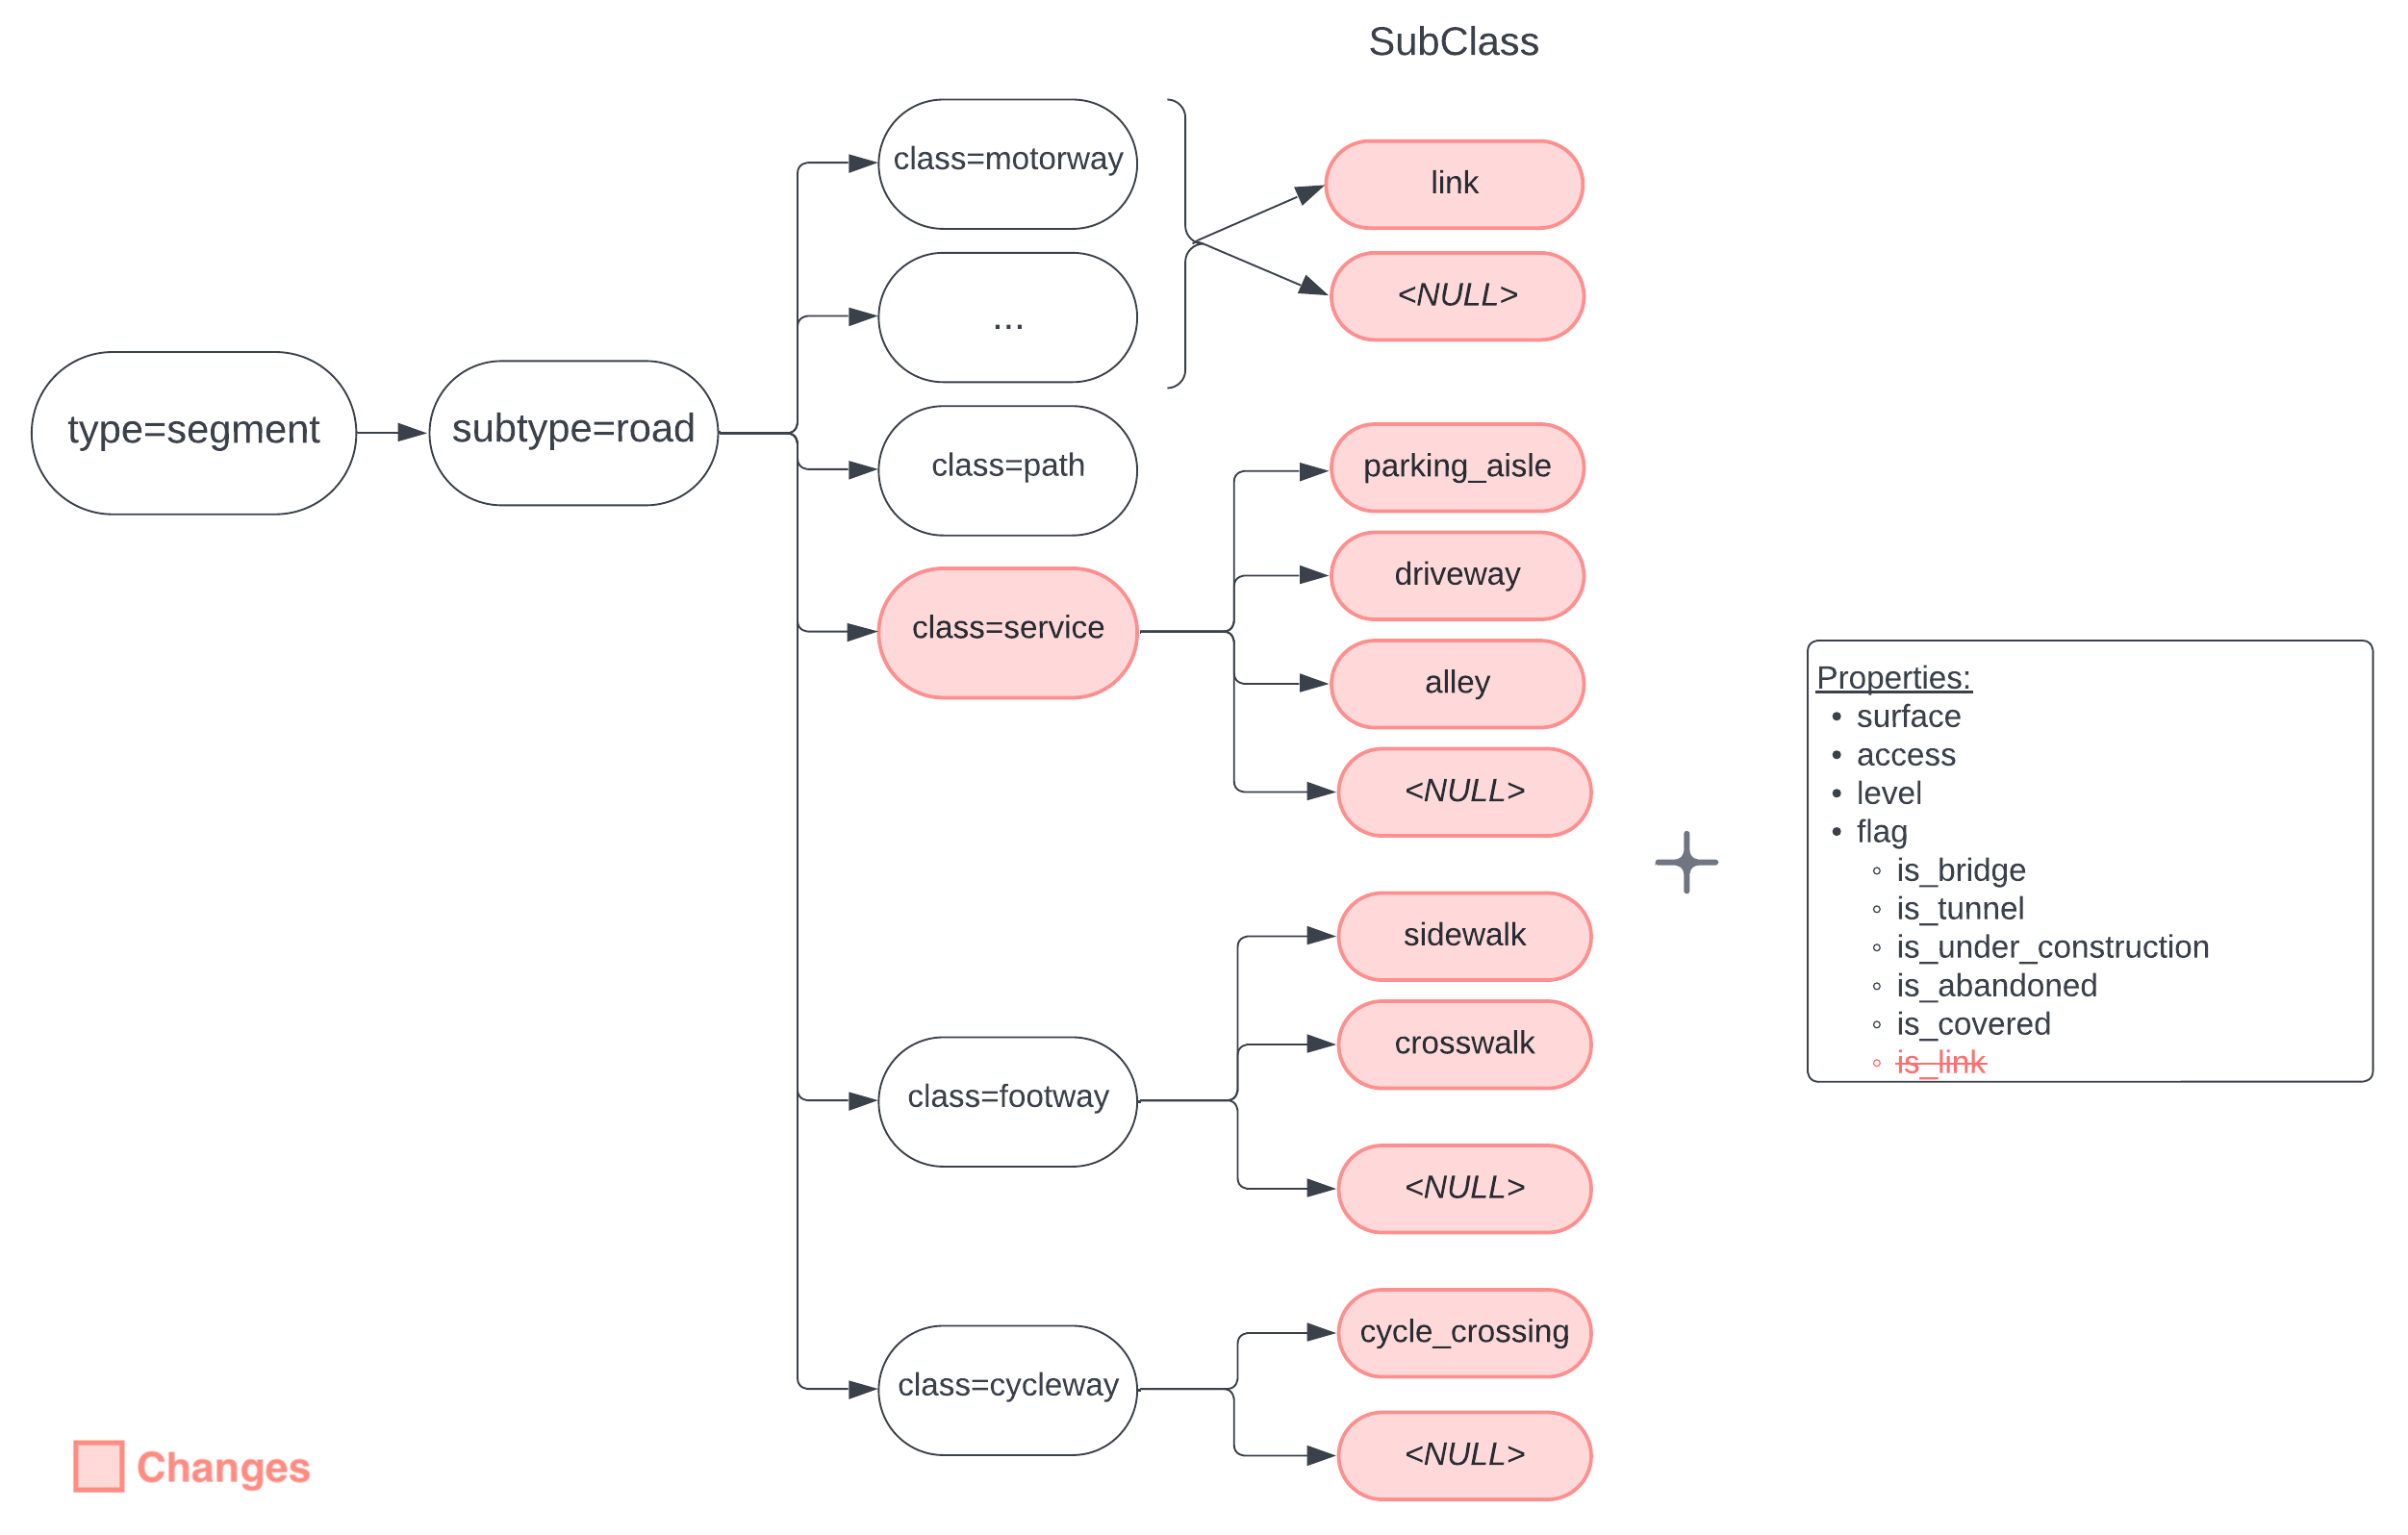 SubClass
type=segment
subtype=road
class=motorway
...
class=path
class=service
class=footway
class=cycleway
link
<NULL>
parking_aisle
driveway
alley
<NULL>
sidewalk
crosswalk
<NULL>
cycle_crossing
<NULL>
Properties:
• surface
• access
• level
• flag
◦ is_bridge
◦ is_tunnel
◦ is_under_construction
◦ is_abandoned
◦ is_covered
◦ is_link
Changes